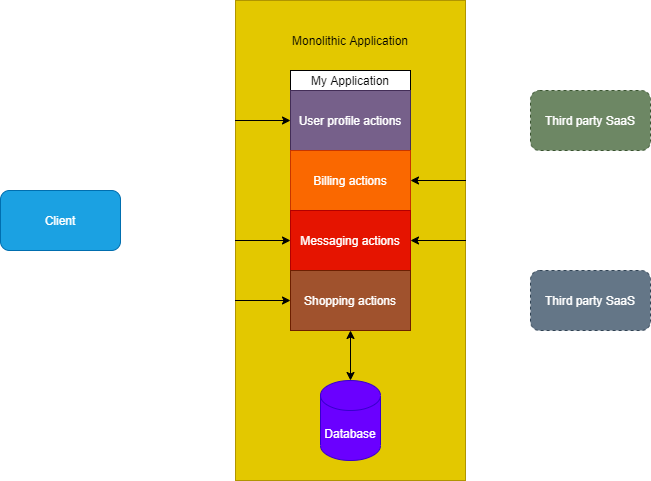 Monolithic Application
My Application
User profile actions
Third party SaaS
Billing actions
Client
Messaging actions
Shopping actions
Third party SaaS
Database